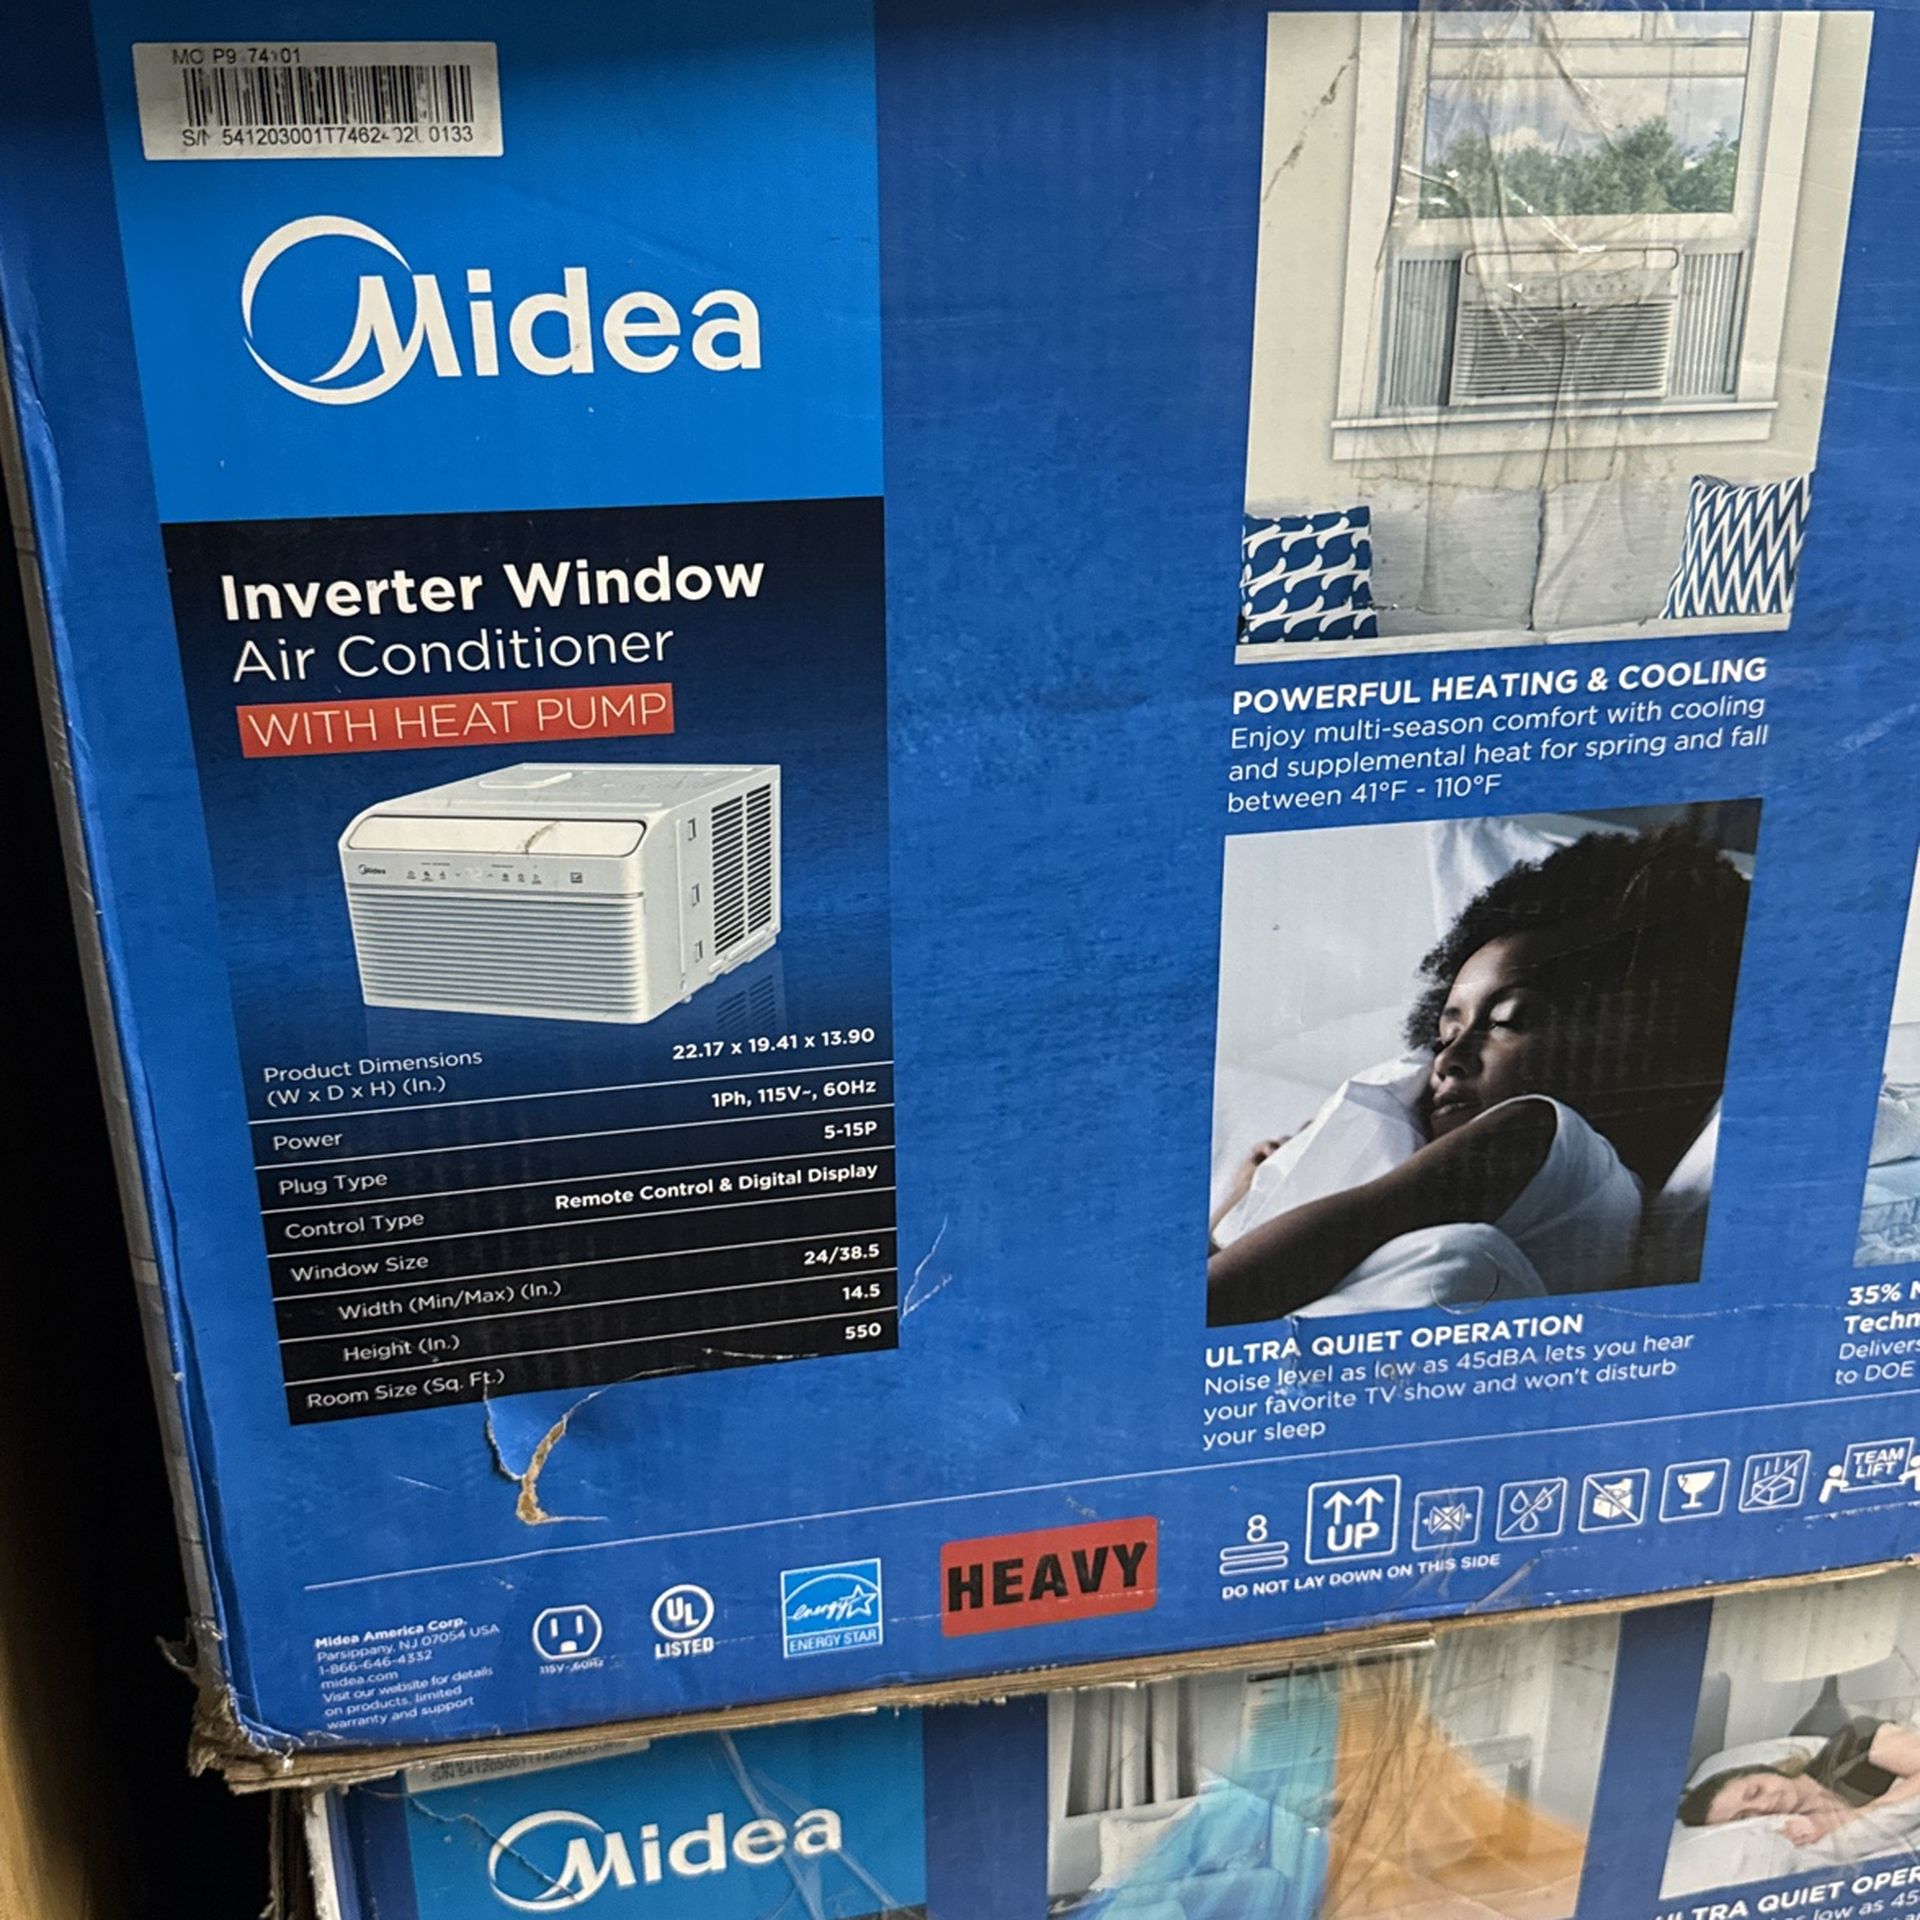 0133
Midea
Inverter Window
Air Conditioner
WITH HEAT PUMP
Midea
Product Dimensions
(W x D x H) (In.)
22.17 x 19.41 x 13.90
Power
1Ph, 115V~, 60Hz
Plug Type
5-15P
Control Type
Remote Control & Digital Display
Window Size
Width (Min/Max) (In.)
24/38.5
Height (In.)
14.5
Room Size (Sq. Ft.)
550
POWERFUL HEATING & COOLING
Enjoy multi-season comfort with cooling
and supplemental heat for spring and fall
between 41°F - 110°F
ULTRA QUIET OPERATION
Noise level as low as 45dBA lets you hear
your favorite TV show and won't disturb
your sleep
35%
Delivers
to DOE
Midea America Corp.
Parsippany, NJ 07054 USA
1-866-646-4332
midea.com
Visit our website for details
on products, limited
warranty and support
115V~,60Hz
UL
LISTED
energy
ENERGY STAR
HEAVY
8
UP
DO NOT LAY DOWN ON THIS SIDE
TEAM
LIFT
Midea
QUIET
low as 45